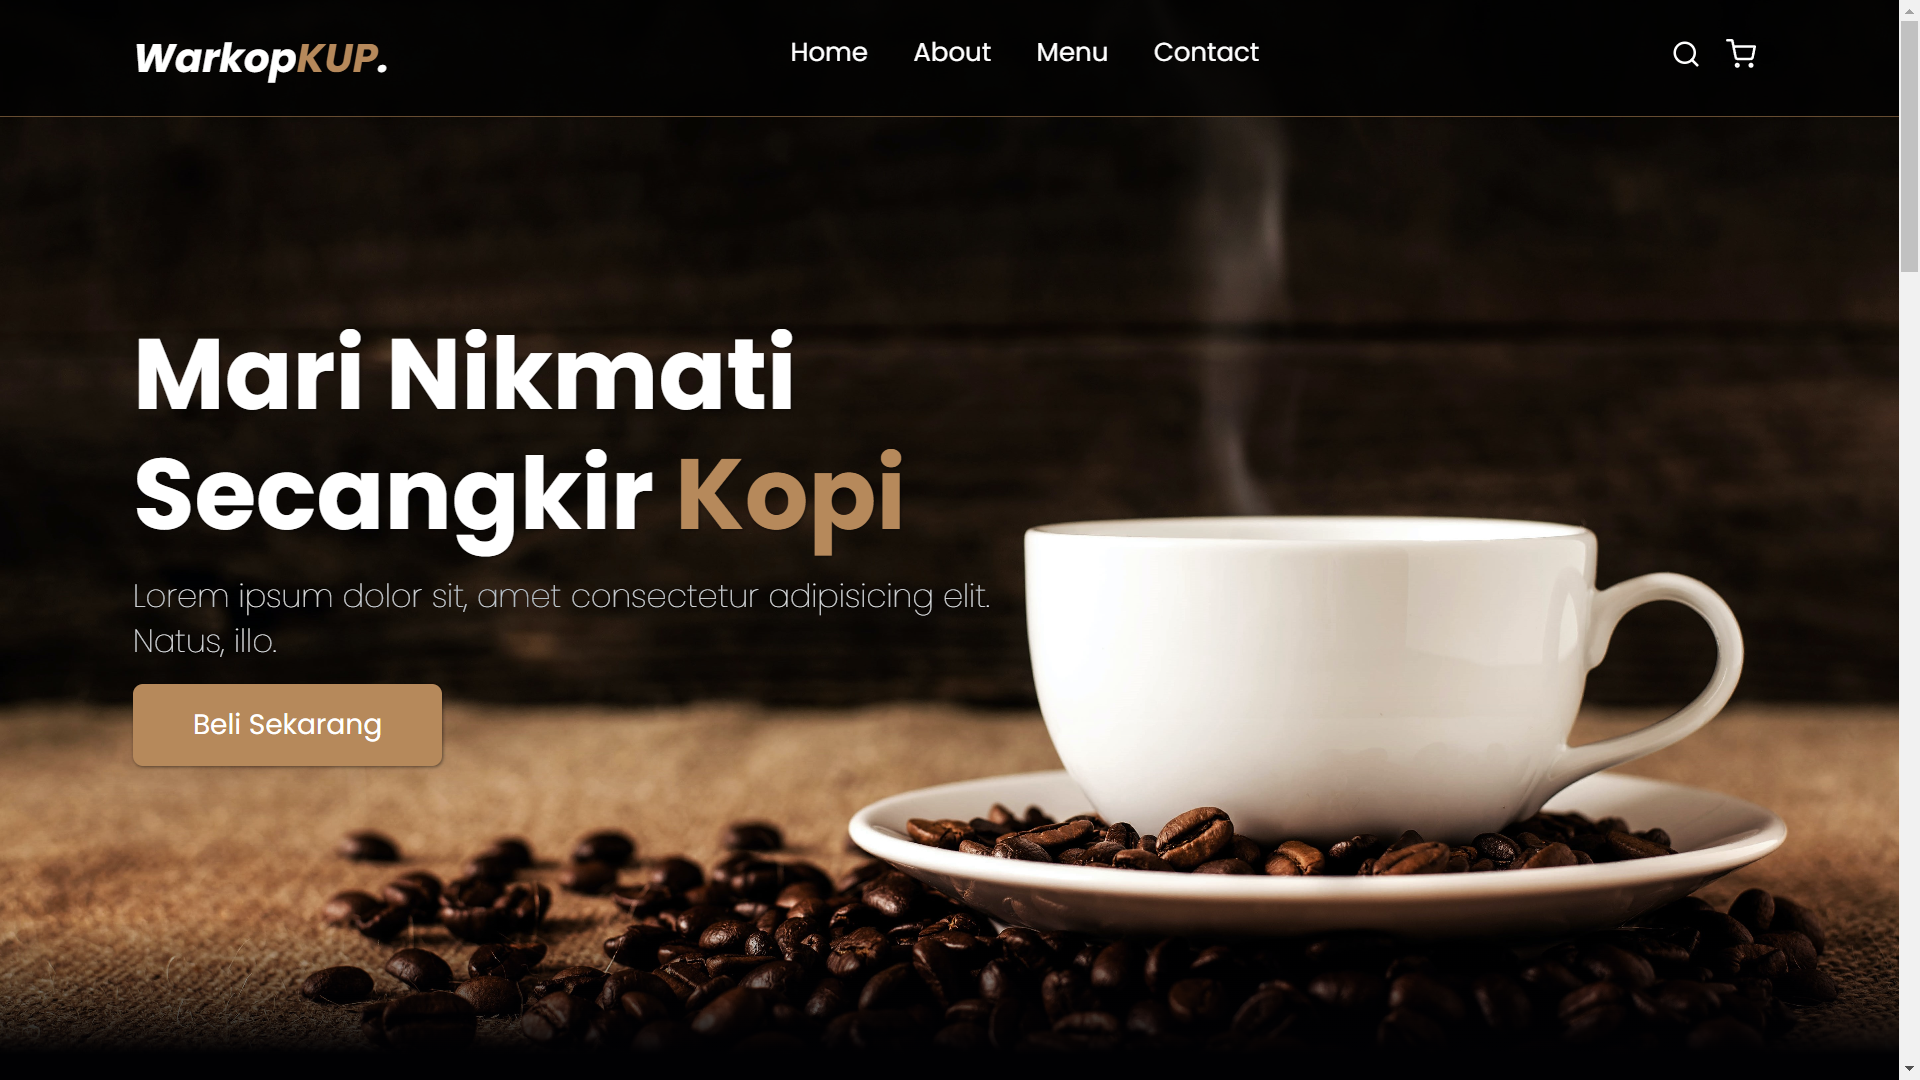 WarkopKUP.
Home About Menu Contact
Mari Nikmati
Secangkir Kopi
Lorem ipsum dolor sit, amet consectetur adipisicing elit.
Natus, illo.
Beli Sekarang